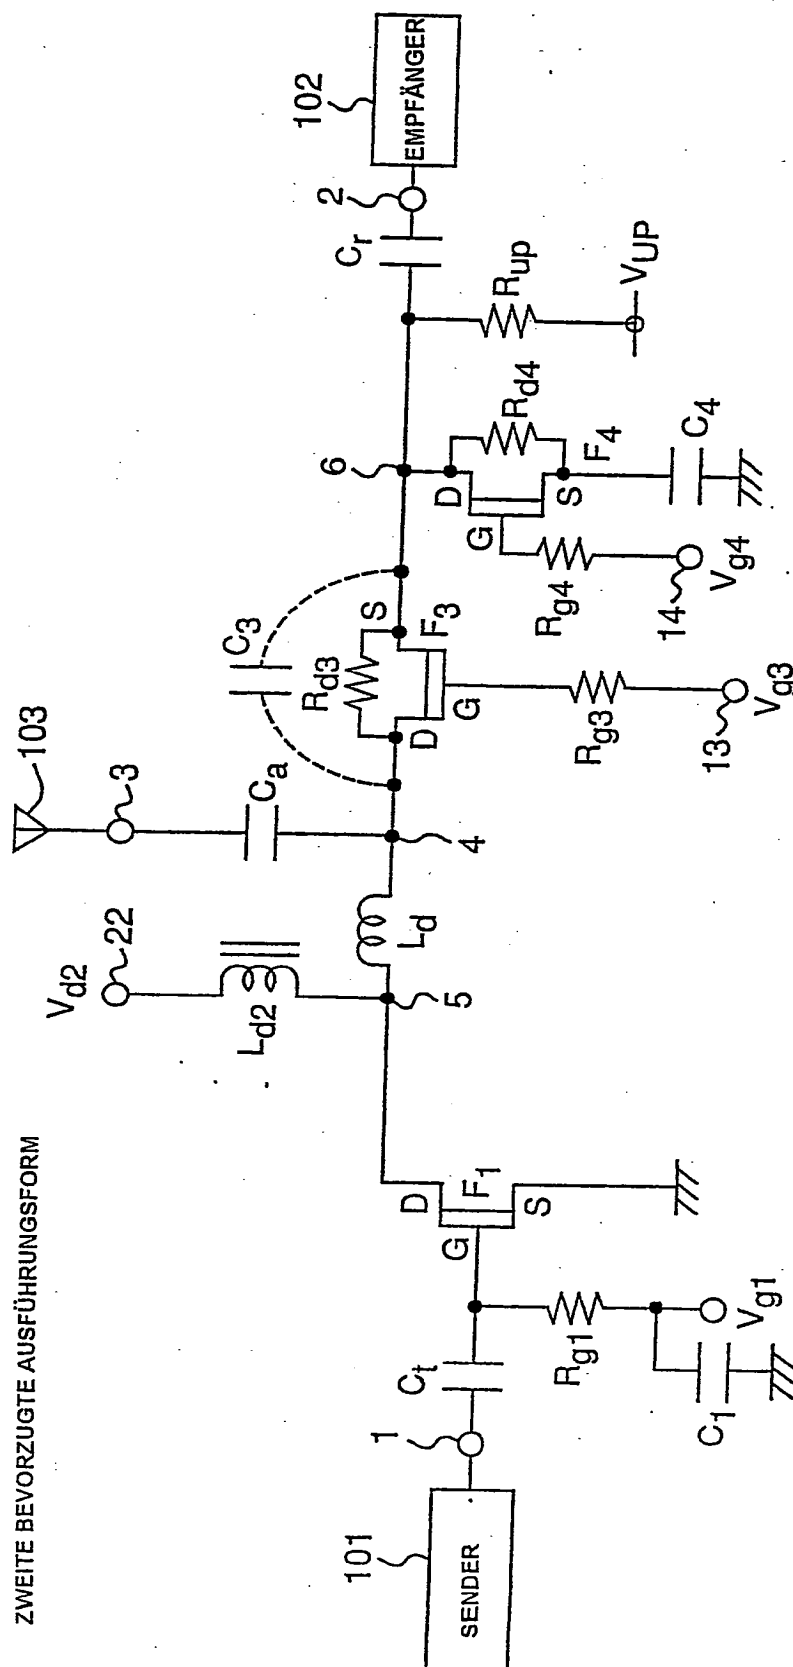 ZWEITE BEVORZUGTE AUSFÜHRUNGSFORM
101
SENDER
1
Ct
Rg1
C1
Vg1
G
D
F1
S
Vd2
22
Ld2
5
Ld
103
3
Ca
4
C3
Rd3
D
S
G
F3
Rg3
13
Vg3
6
D
G
S
Rd4
F4
C4
Rg4
14
Vg4
Rup
VUP
Cr
2
102
EMPFÄNGER